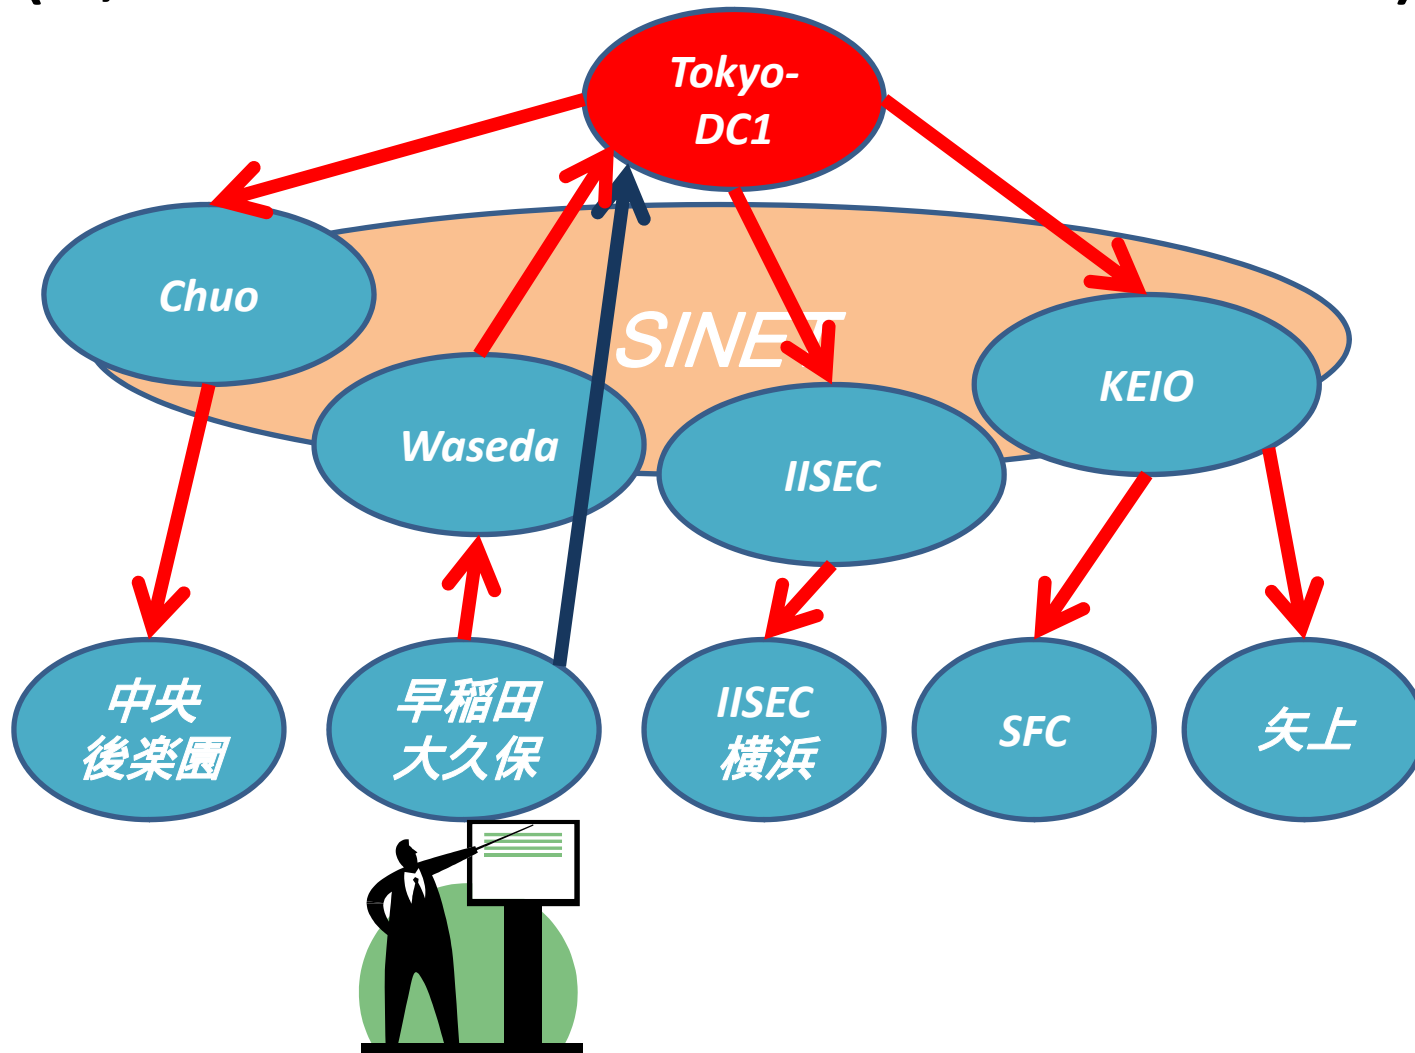 Tokyo-
DC1
Chuo
SINET
KEIO
Waseda
IISEC
中央
後楽園
早稲田
大久保
IISEC
横浜
SFC
矢上